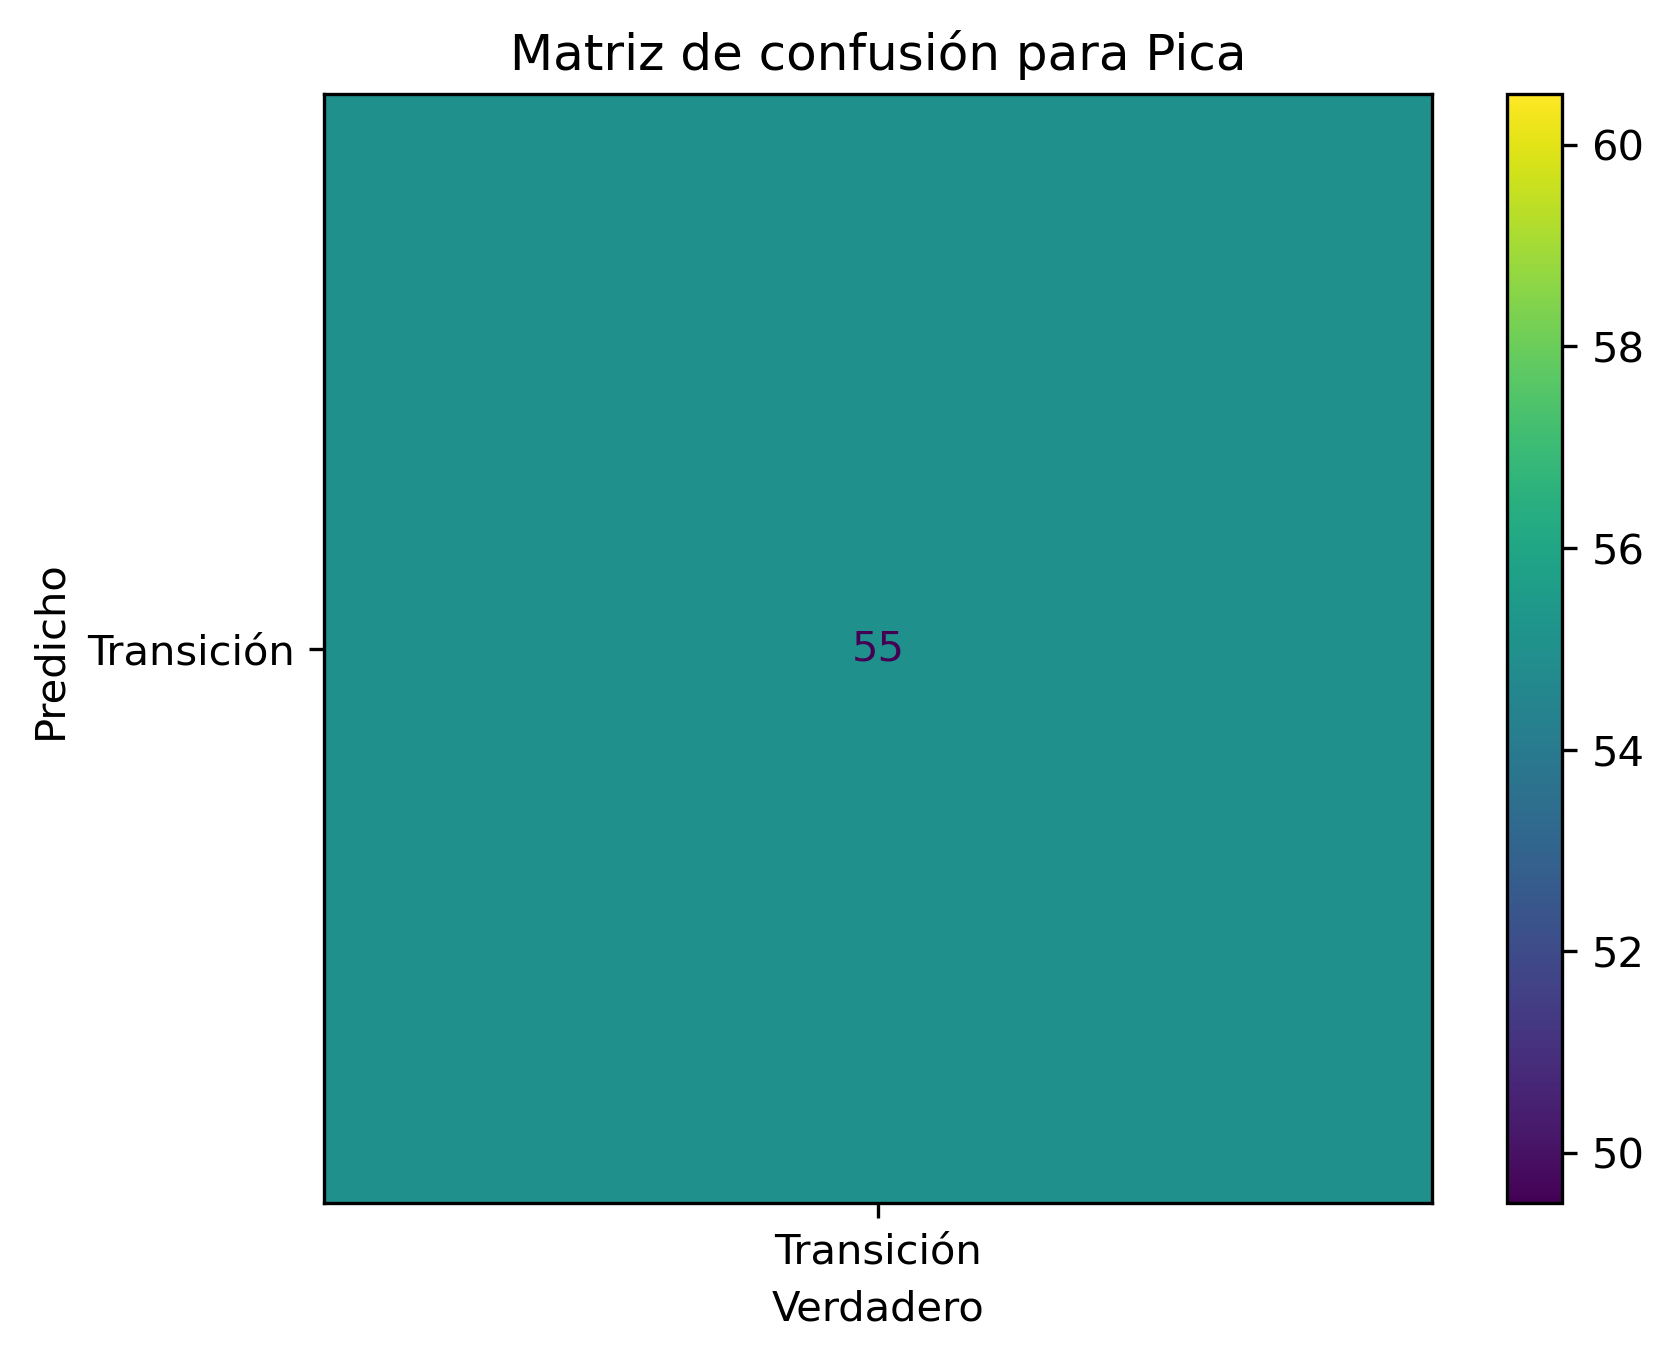 Matriz de confusión para Pica
Predicho
Transición
55
Transición
Verdadero
60
58
56
54
52
50